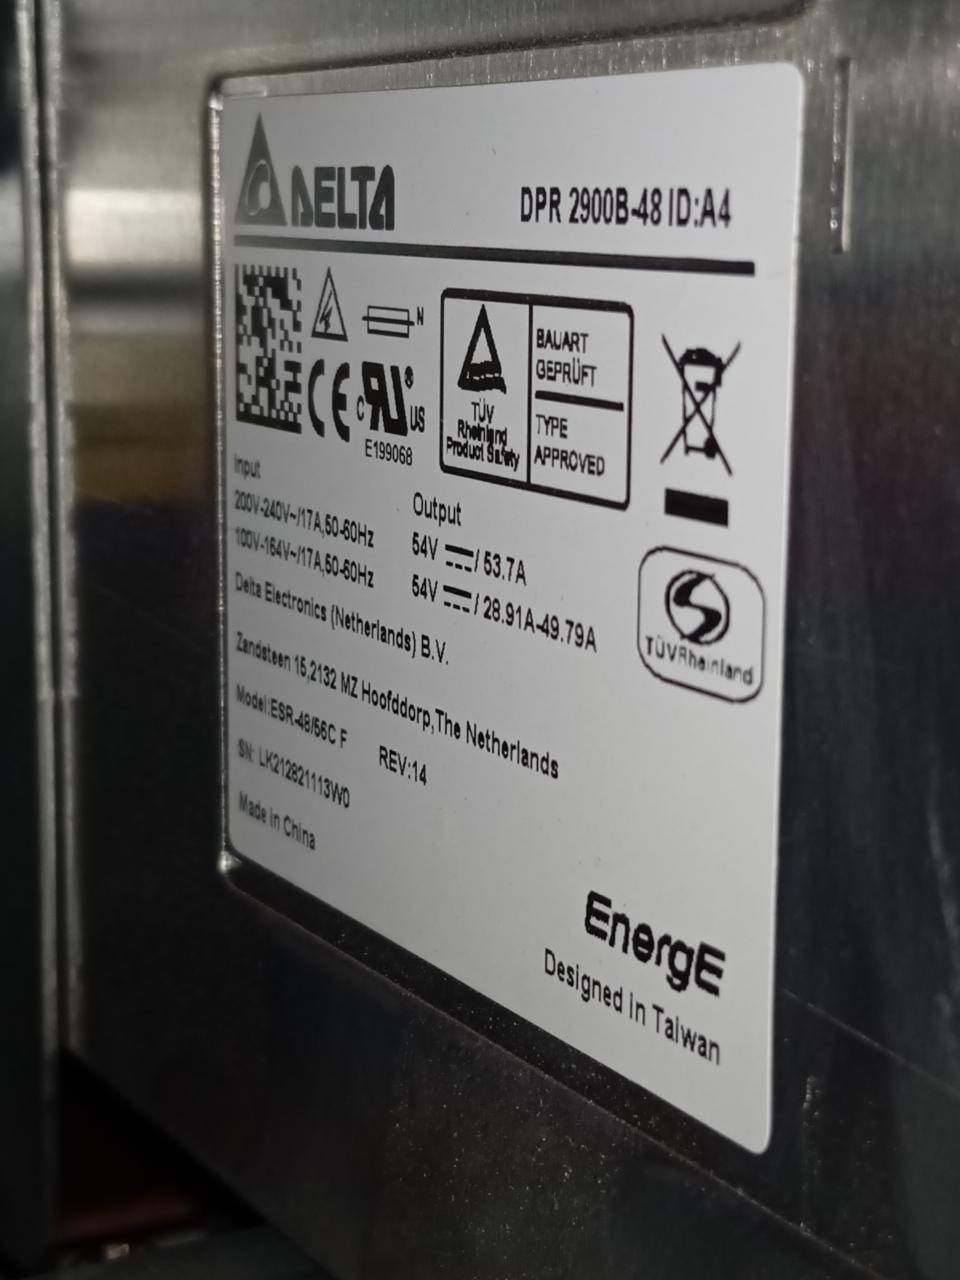 DELTA
DPR 2900B-48 ID:A4
N
CE
c RU ® US
E199068
TÜV
Rheinland
Product Safety
BAUART
GEPRÜFT
TYPE
APPROVED
Input
200V-240V~/17A,50-60Hz
100V-164V~/17A,50-60Hz
Output
54V ⎓/ 53.7A
54V ⎓/ 28.91A-49.79A
TÜVRheinland
Delta Electronics (Netherlands) B.V.
Zandsteen 15,2132 MZ Hoofddorp,The Netherlands
Model:ESR-48/56C F REV:14
SN: LK212821113W0
Made in China
EnergE
Designed in Taiwan